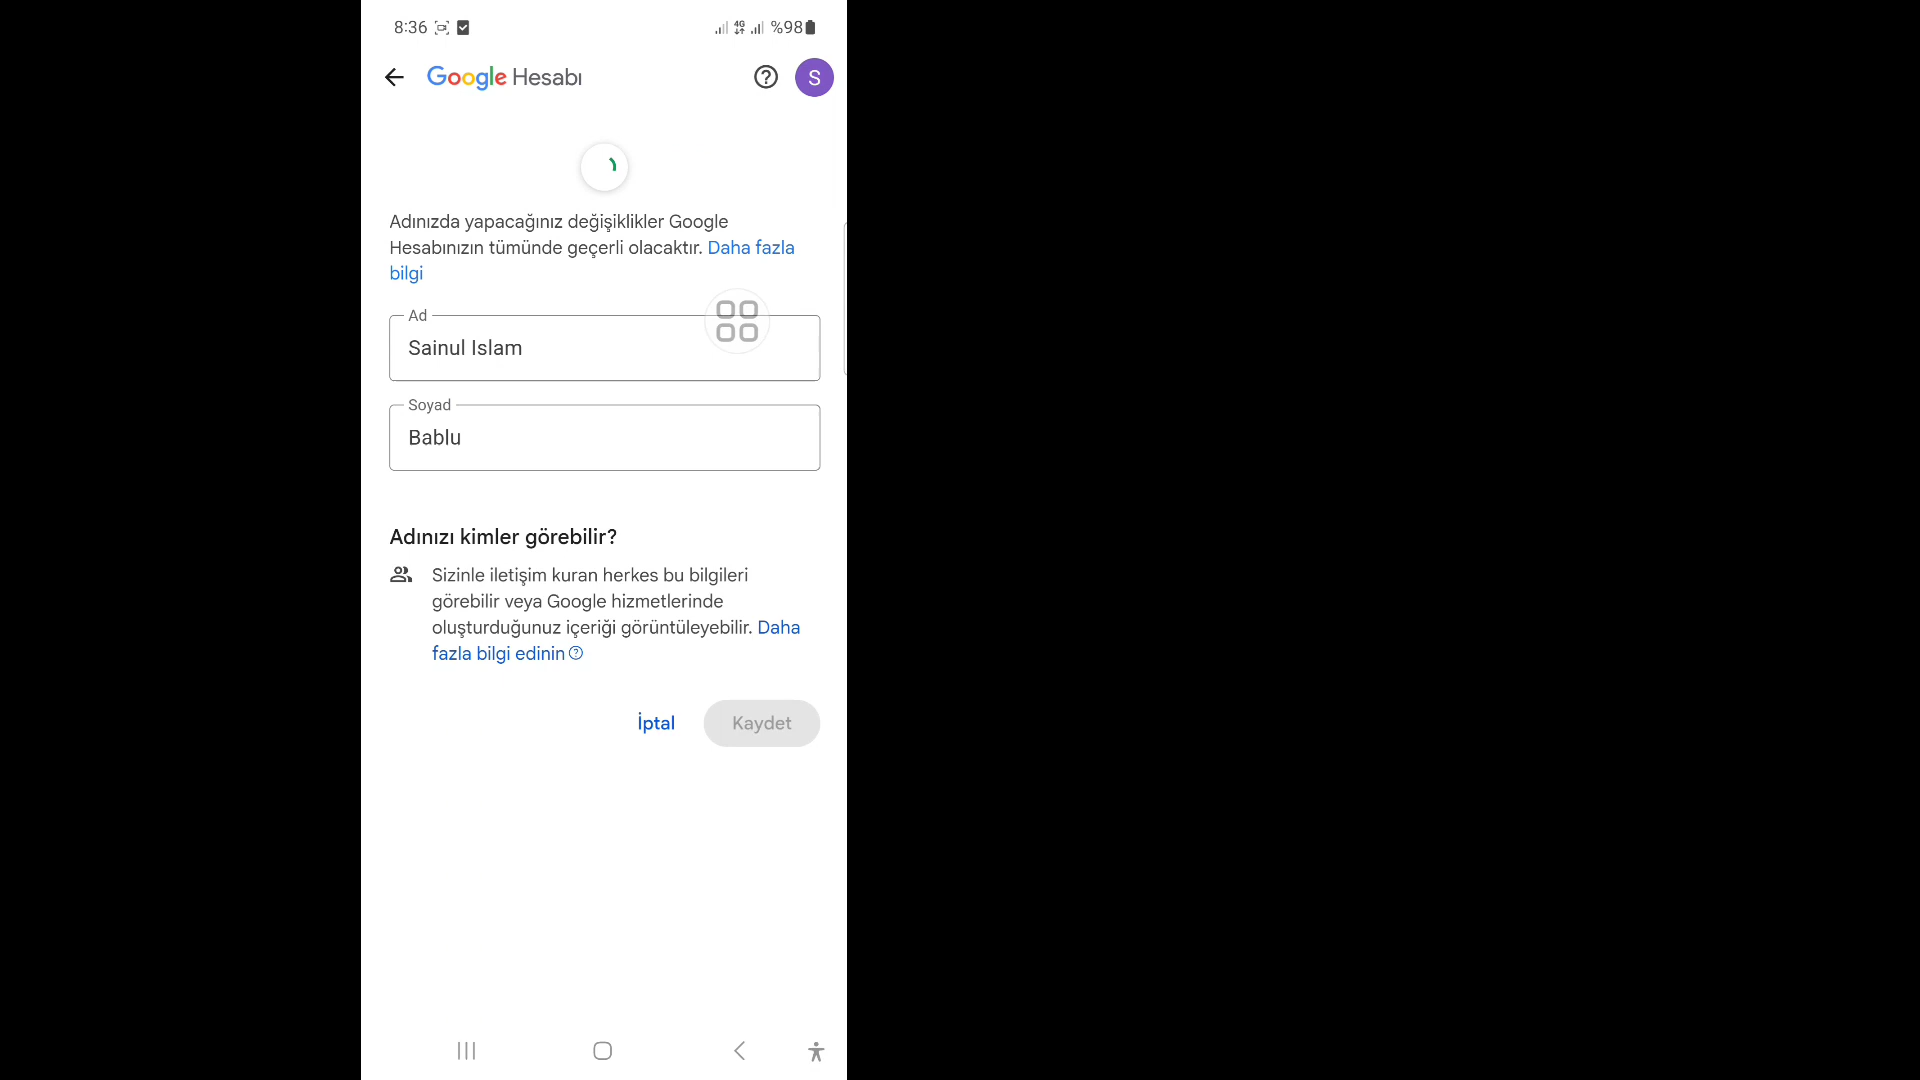 8:36 4G %98
Google Hesabı S
Adınızda yapacağınız değişiklikler Google
Hesabınızın tümünde geçerli olacaktır. Daha fazla
bilgi
Ad
Sainul Islam
Soyad
Bablu
Adınızı kimler görebilir?
Sizinle iletişim kuran herkes bu bilgileri
görebilir veya Google hizmetlerinde
oluşturduğunuz içeriği görüntüleyebilir. Daha
fazla bilgi edinin
İptal Kaydet